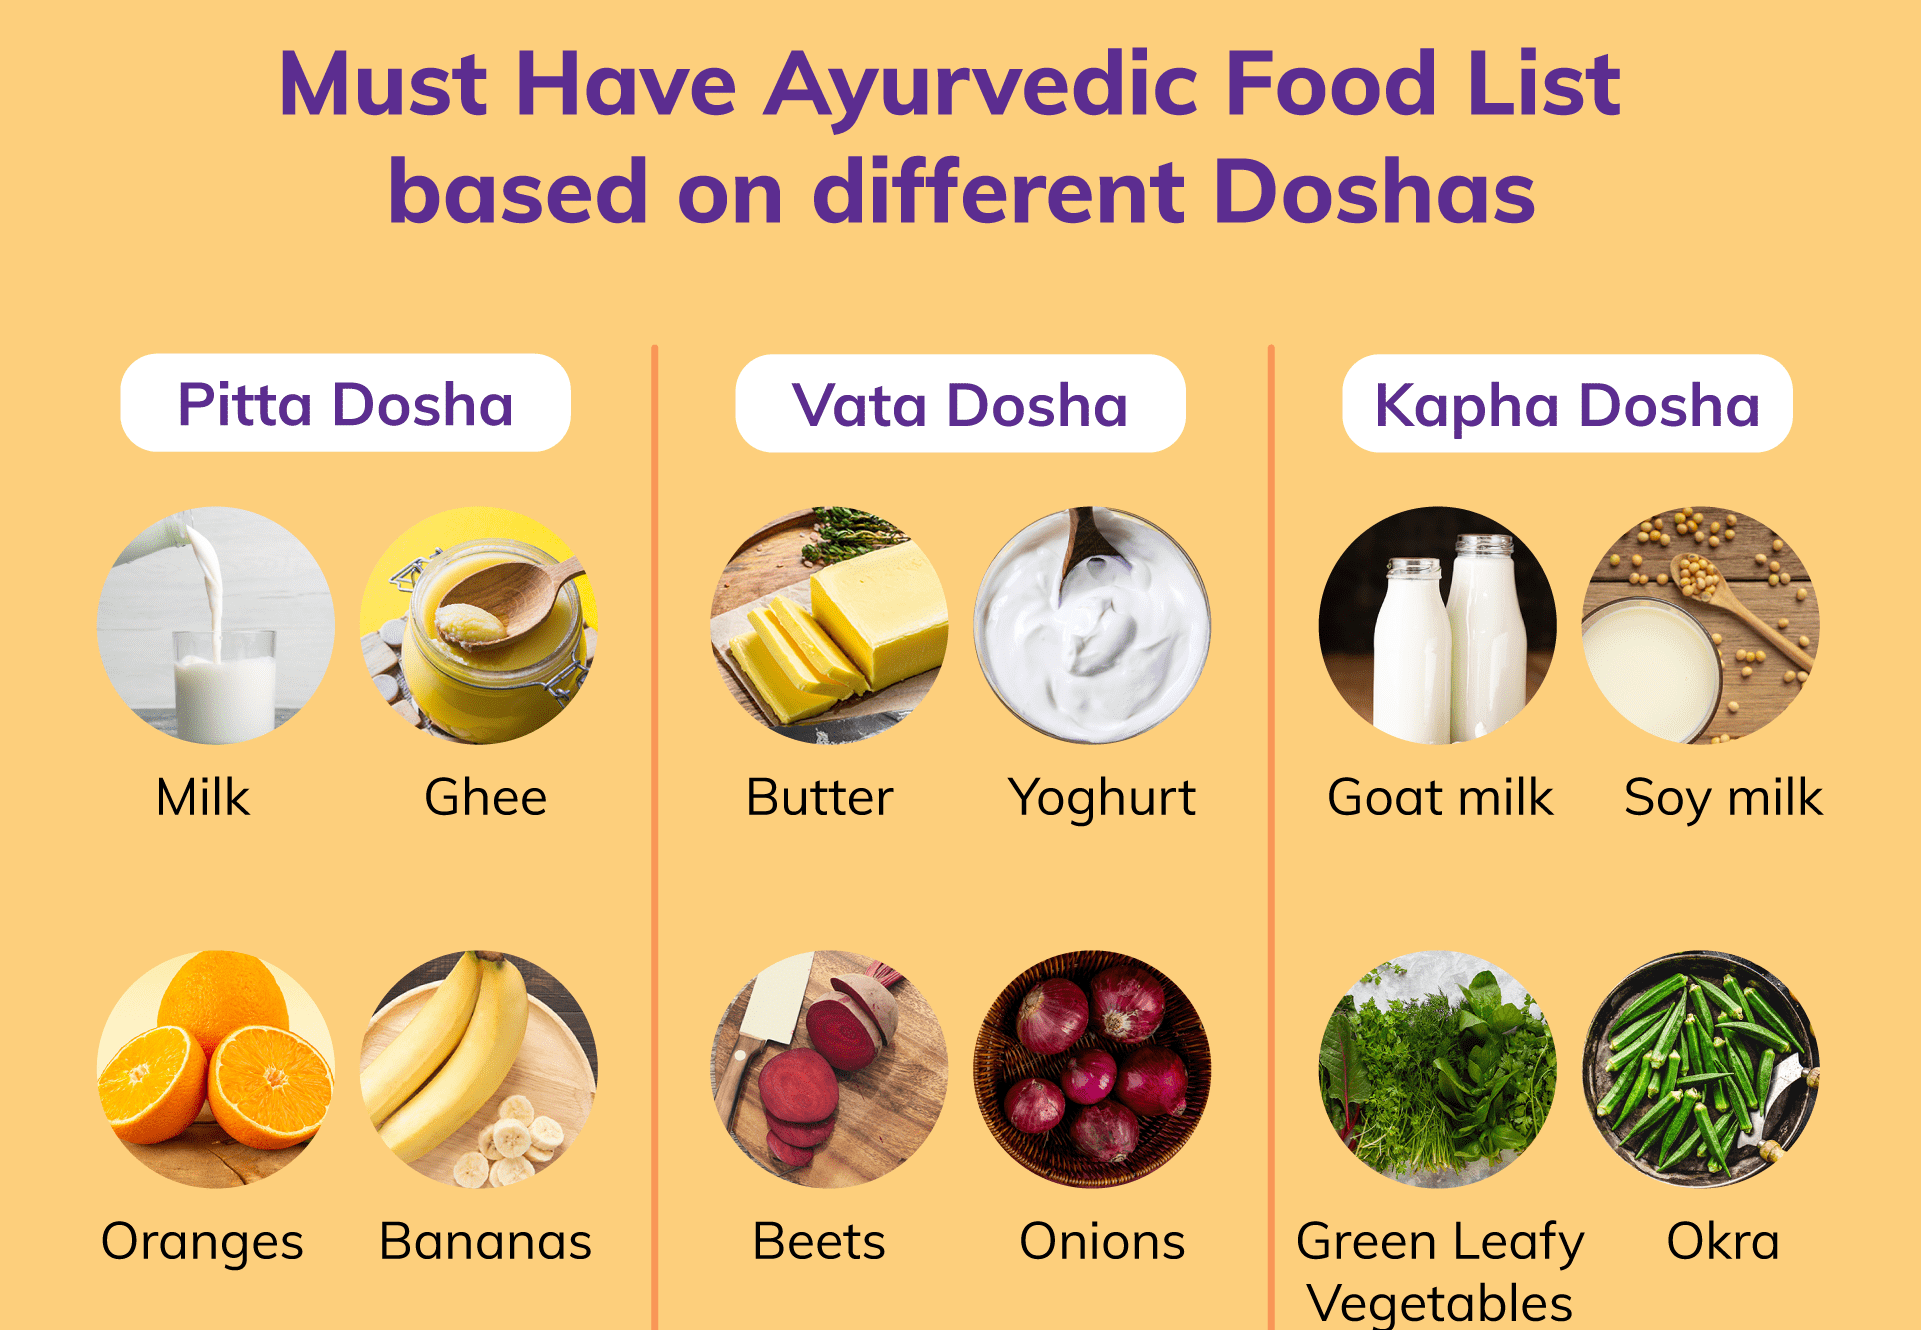 Must Have Ayurvedic Food List
based on different Doshas
Pitta Dosha
Vata Dosha
Kapha Dosha
Milk
Ghee
Butter
Yoghurt
Goat milk
Soy milk
Oranges
Bananas
Beets
Onions
Green Leafy
Vegetables
Okra